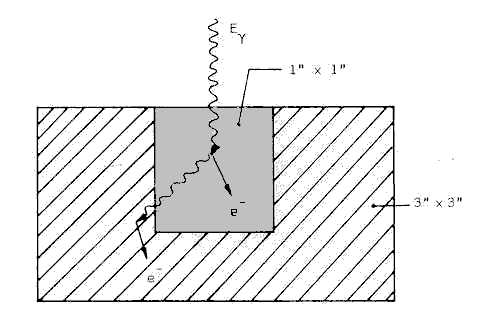 Eγ
1" x 1"
e⁻
3" x 3"
e⁻